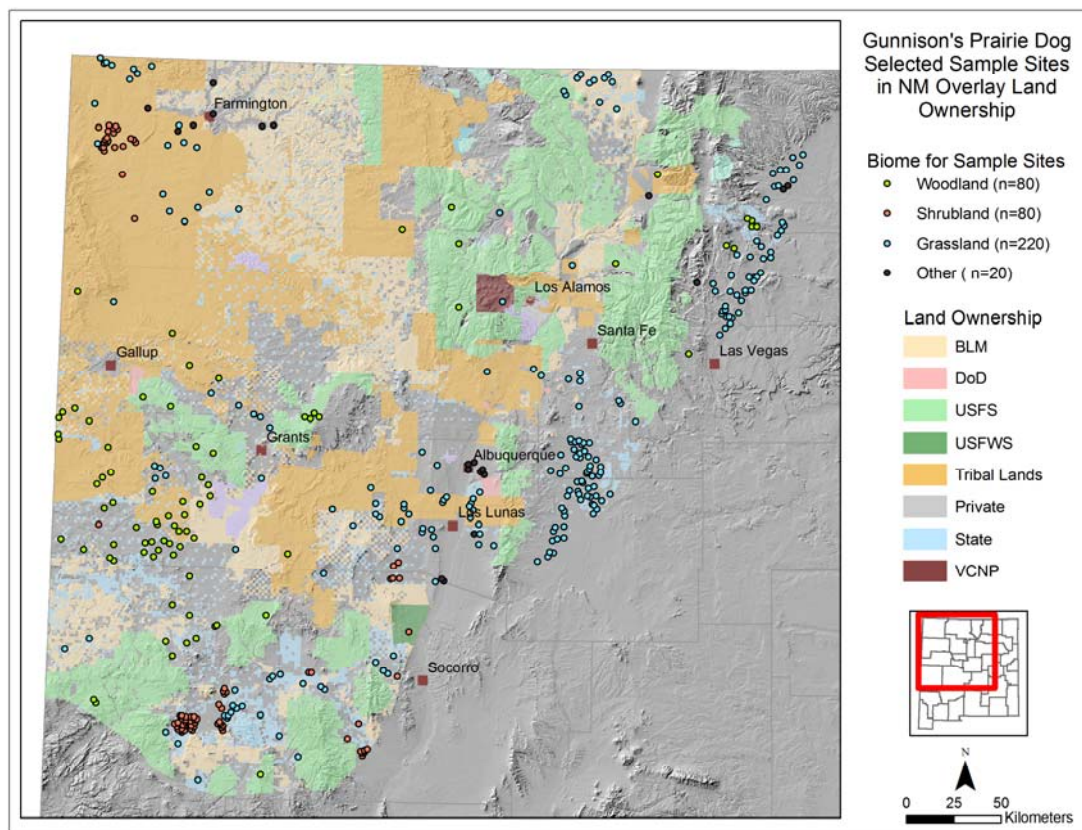 Gunnison's Prairie Dog
Selected Sample Sites
in NM Overlay Land
Ownership
Biome for Sample Sites
Woodland (n=80)
Shrubland (n=80)
Grassland (n=220)
Other ( n=20)
Land Ownership
BLM
DoD
USFS
USFWS
Tribal Lands
Private
State
VCNP
N
0 25 50
Kilometers
Farmington
Los Alamos
Santa Fe
Las Vegas
Gallup
Grants
Albuquerque
Los Lunas
Socorro